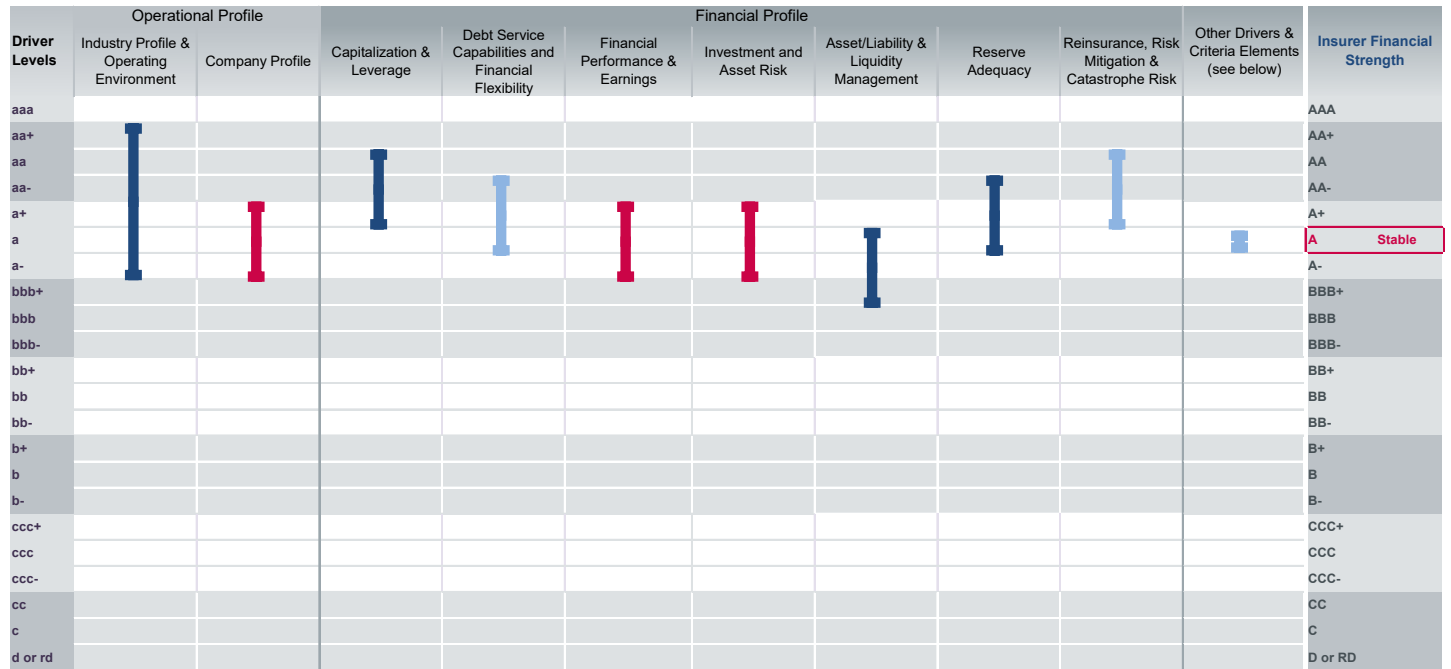 Operational Profile
Financial Profile
Driver
Levels
Industry Profile &
Operating
Environment
Company Profile
Capitalization &
Leverage
Debt Service
Capabilities and
Financial
Flexibility
Financial
Performance &
Earnings
Investment and
Asset Risk
Asset/Liability &
Liquidity
Management
Reserve
Adequacy
Reinsurance, Risk
Mitigation &
Catastrophe Risk
Other Drivers &
Criteria Elements
(see below)
Insurer Financial
Strength
aaa AAA
aa+ AA+
aa AA
aa- AA-
a+ A+
a A Stable
a- A-
bbb+ BBB+
bbb BBB
bbb- BBB-
bb+ BB+
bb BB
bb- BB-
b+ B+
b B
b- B-
ccc+ CCC+
ccc CCC
ccc- CCC-
cc CC
c C
d or rd D or RD